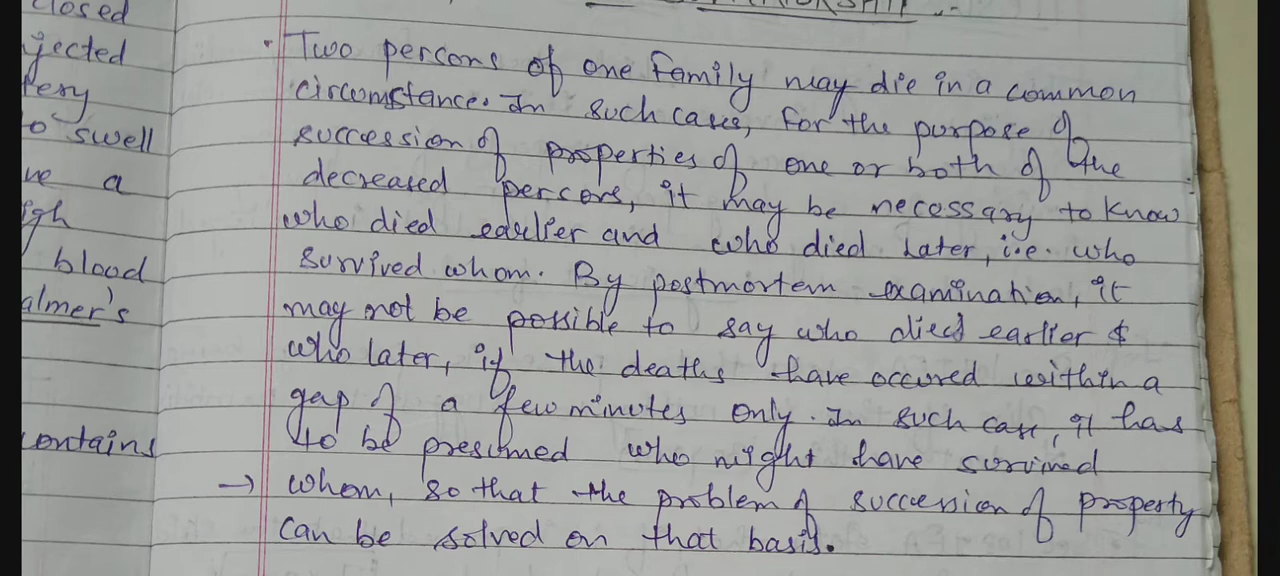 closed
jected
fery
o swell
ve a
igh
blood
almer's
contains
• Two persons of one family may die in a common
circumstance. In such cases, for the purpose of
succession of properties of one or both of the
decreased persons, it may be necessary to know
who died earlier and who died later, i.e. who
survived whom. By postmortem examination, it
may not be possible to say who died earlier &
who later, if the deaths have occured within a
gap of a few minutes only. In such case, it has
to be presumed who might have survived
→ whom, so that the problem of succession of property
can be solved on that basis.